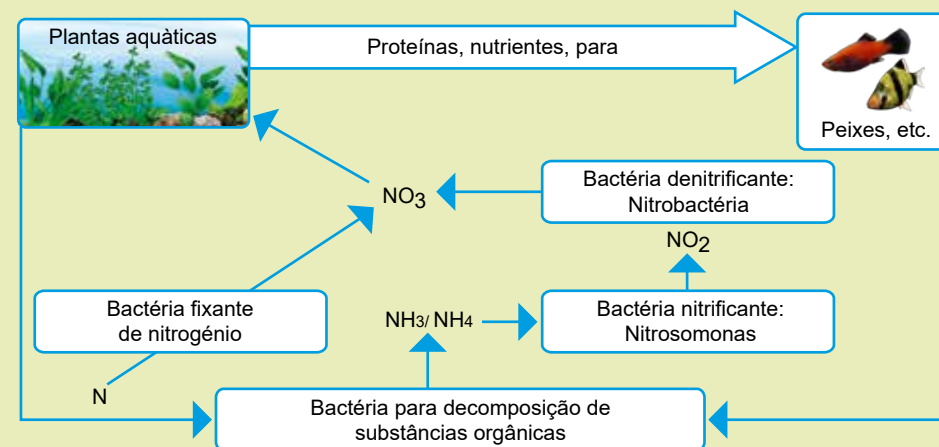 Plantas aquàticas
Proteínas, nutrientes, para
Peixes, etc.
NO3
Bactéria denitrificante:
Nitrobactéria
NO2
Bactéria fixante
de nitrogénio
NH3/ NH4
Bactéria nitrificante:
Nitrosomonas
N
Bactéria para decomposição de
substâncias orgânicas